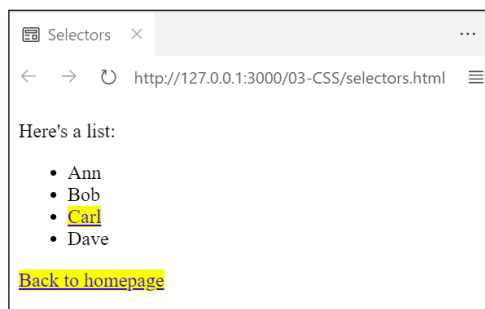 Selectors
http://127.0.0.1:3000/03-CSS/selectors.html
Here's a list:
Ann
Bob
Carl
Dave
Back to homepage